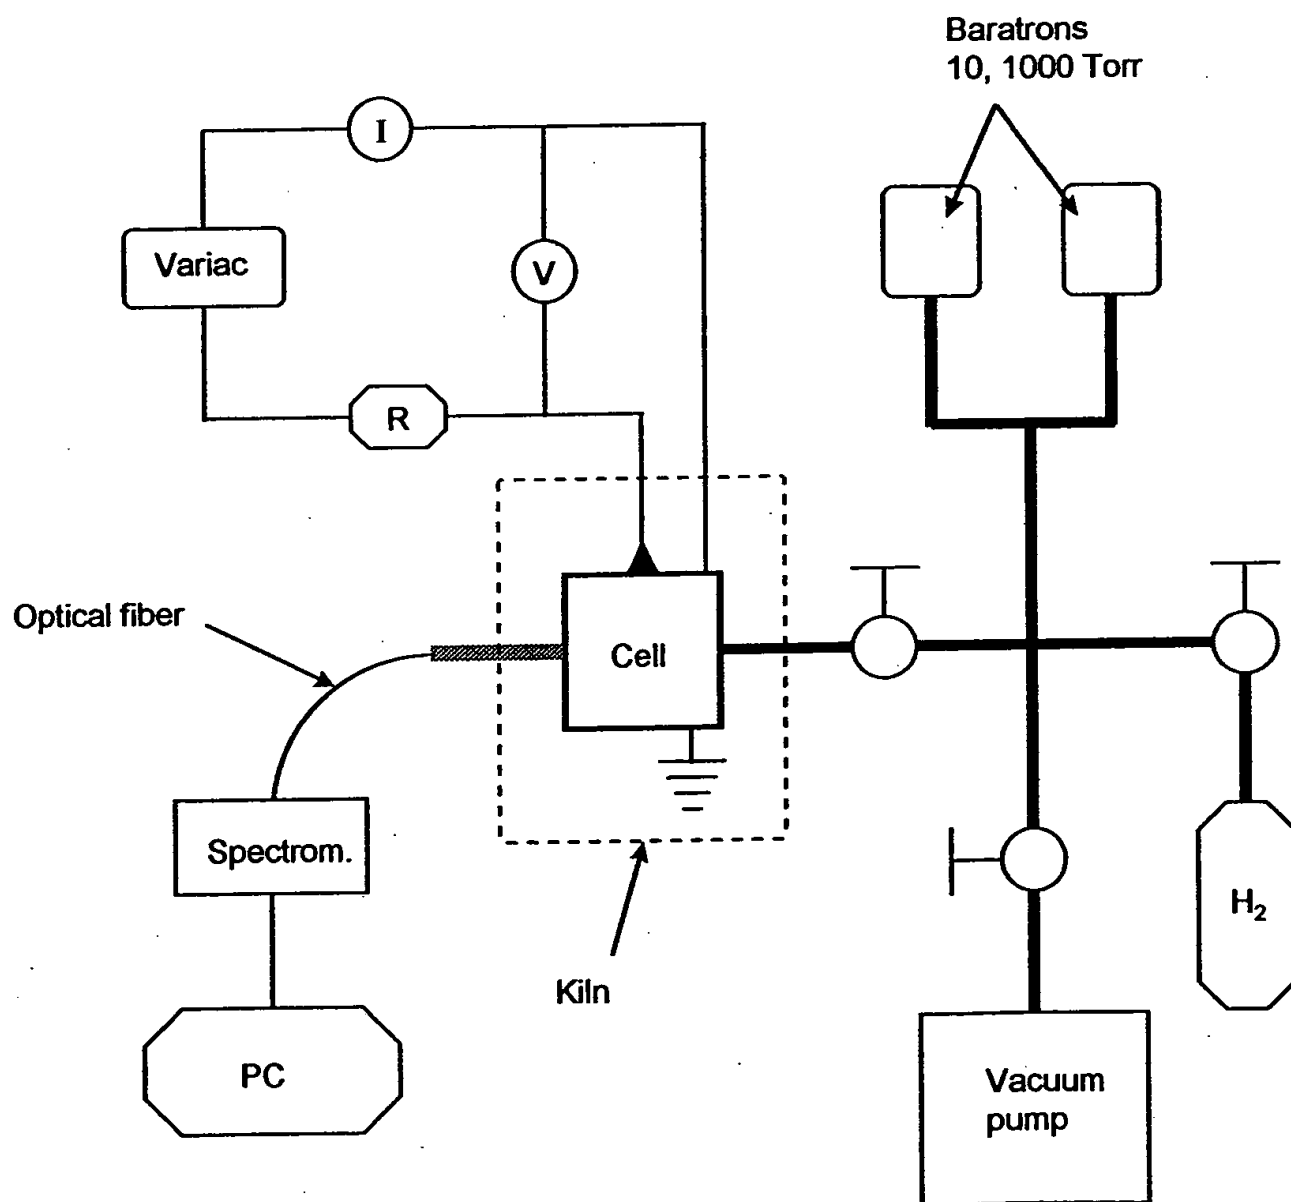 Baratrons
10, 1000 Torr
I
Variac
V
R
Optical fiber
Cell
Spectrom.
H₂
Kiln
PC
Vacuum
pump